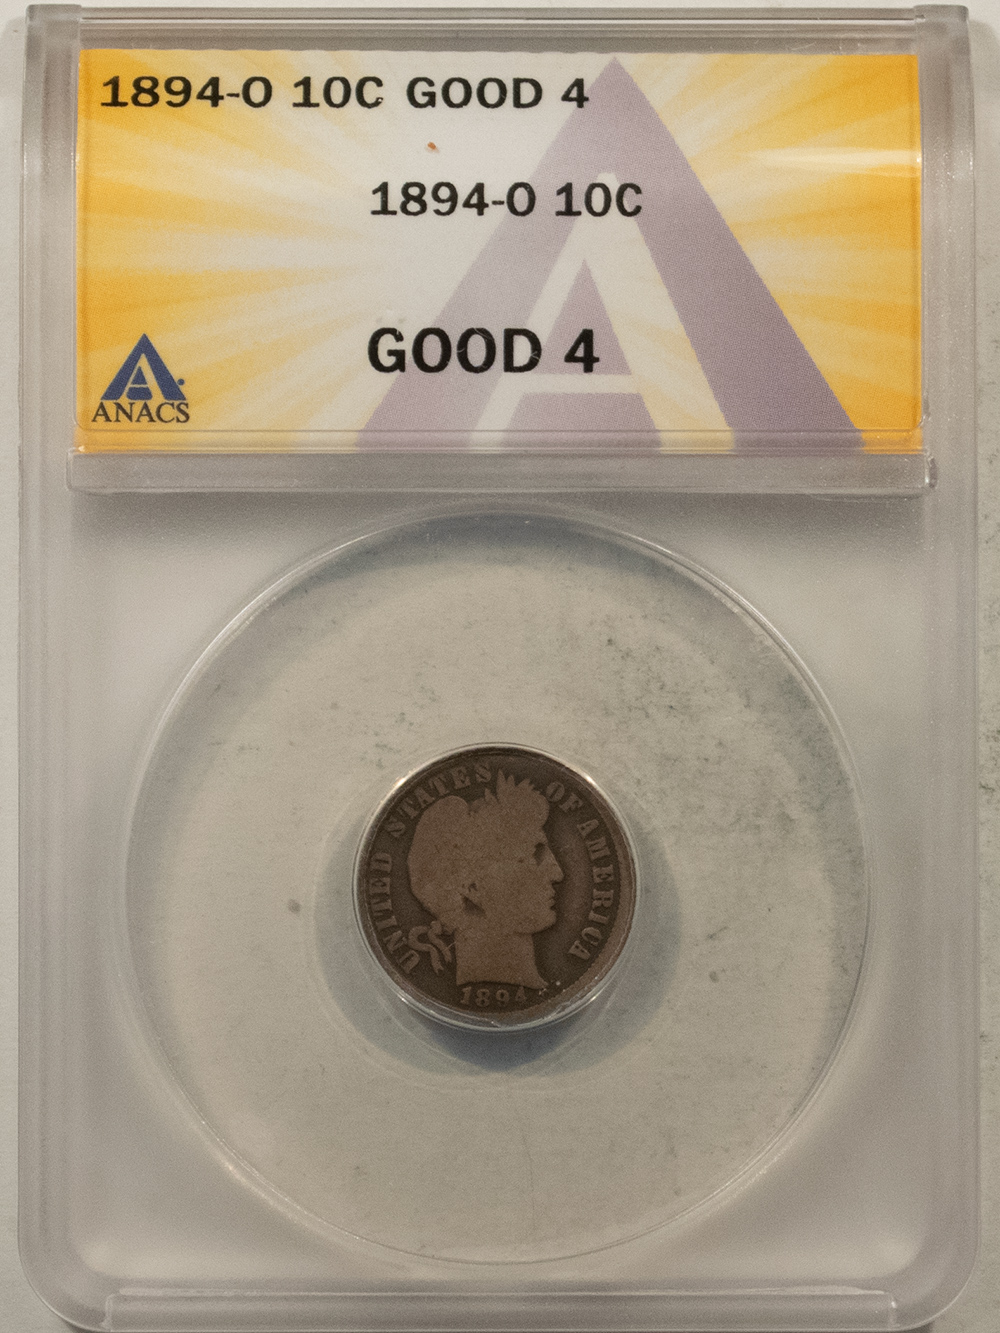 1894-O 10C GOOD 4
1894-O 10C
GOOD 4
ANACS
UNITED STATES OF AMERICA
1894